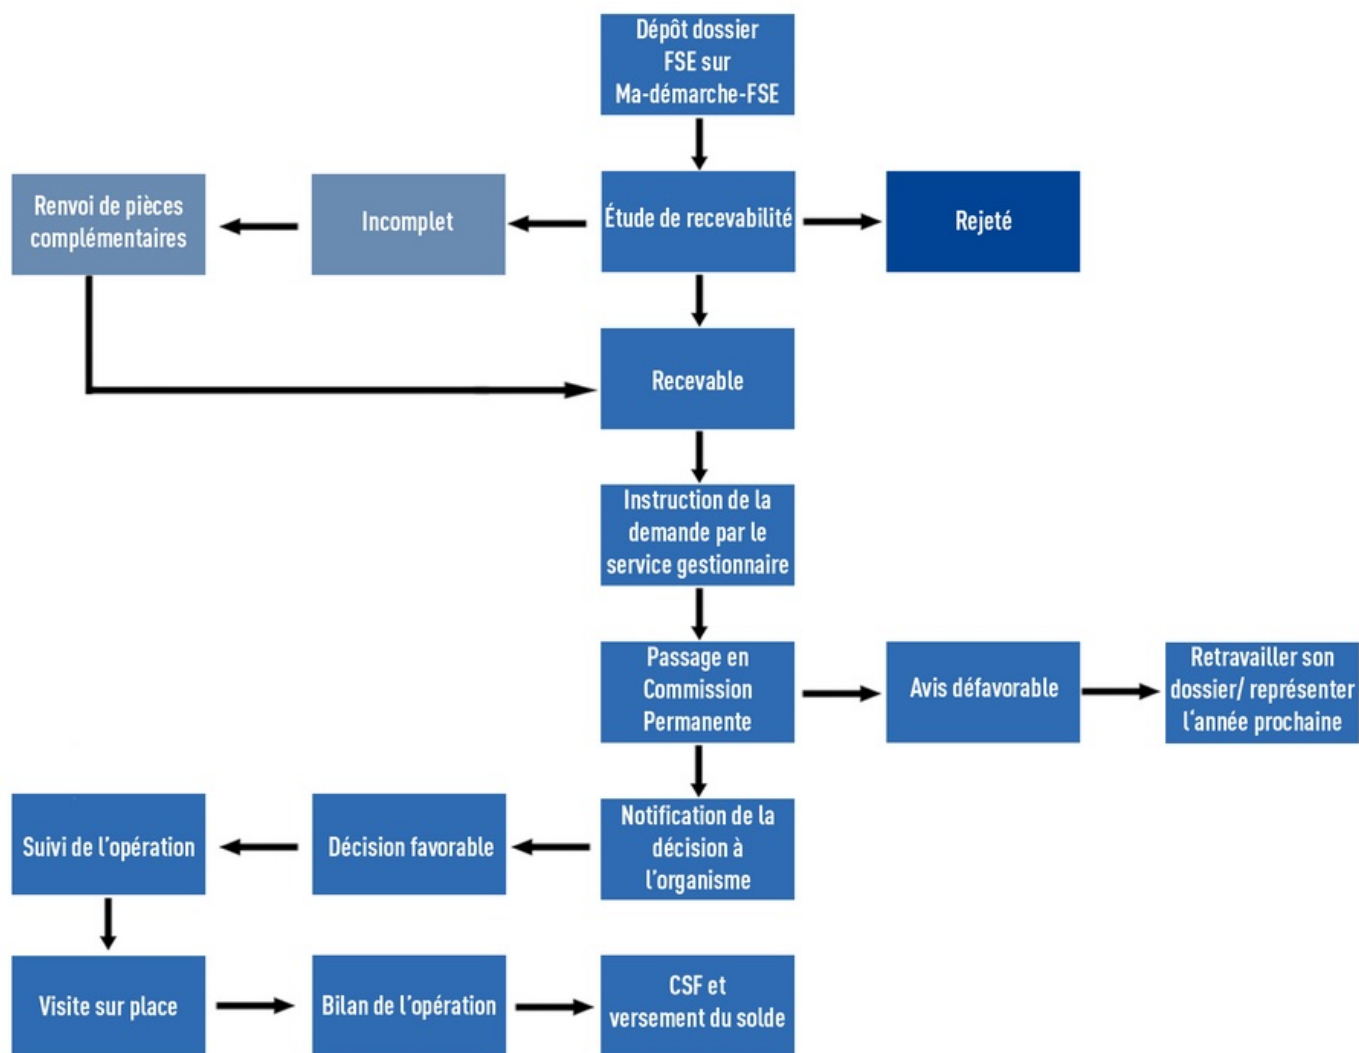 Dépôt dossier
FSE sur
Ma-démarche-FSE
Renvoi de pièces
complémentaires
Incomplet
Étude de recevabilité
Rejeté
Recevable
Instruction de la
demande par le
service gestionnaire
Passage en
Commission
Permanente
Avis défavorable
Retravailler son
dossier/ représenter
l'année prochaine
Suivi de l'opération
Décision favorable
Notification de la
décision à
l'organisme
Visite sur place
Bilan de l'opération
CSF et
versement du solde